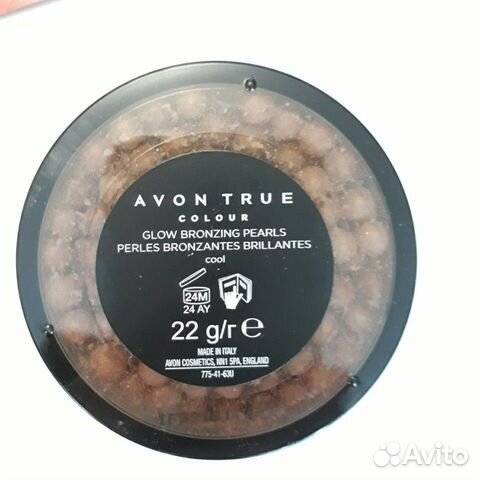 AVON TRUE
COLOUR
GLOW BRONZING PEARLS
PERLES BRONZANTES BRILLANTES
cool
24M
24 AY
22 g/r e
MADE IN ITALY
AVON COSMETICS, NN1 5PA, ENGLAND
775-41-63U
Avito